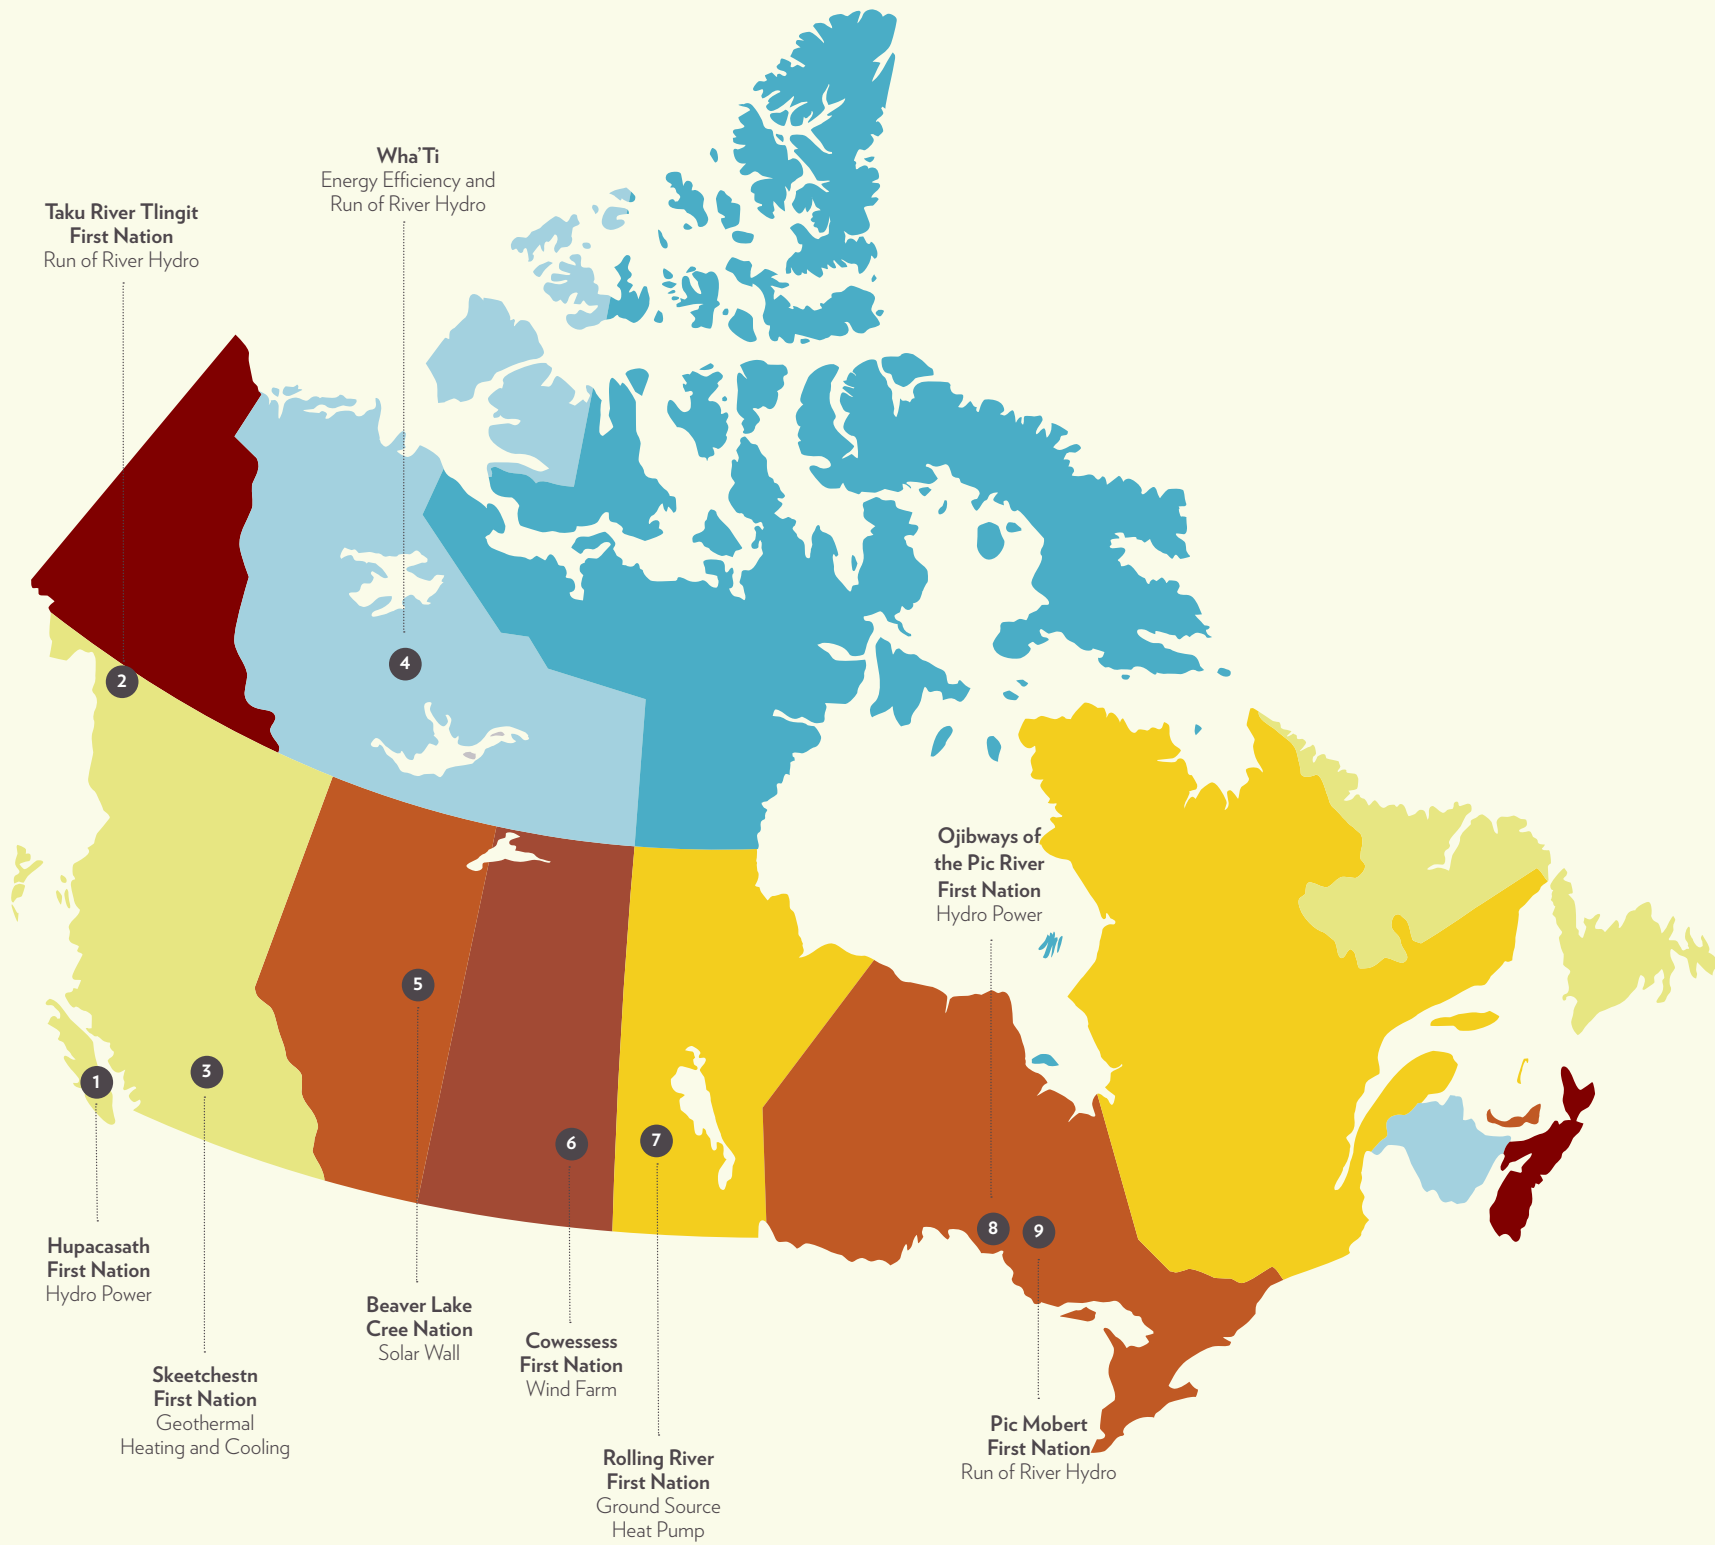 Wha'Ti
Energy Efficiency and
Run of River Hydro
Taku River Tlingit
First Nation
Run of River Hydro
2
4
Ojibways of
the Pic River
First Nation
Hydro Power
5
3
1
6
7
8
9
Hupacasath
First Nation
Hydro Power
Beaver Lake
Cree Nation
Solar Wall
Cowessess
First Nation
Wind Farm
Skeetchestn
First Nation
Geothermal
Heating and Cooling
Pic Mobert
First Nation
Run of River Hydro
Rolling River
First Nation
Ground Source
Heat Pump